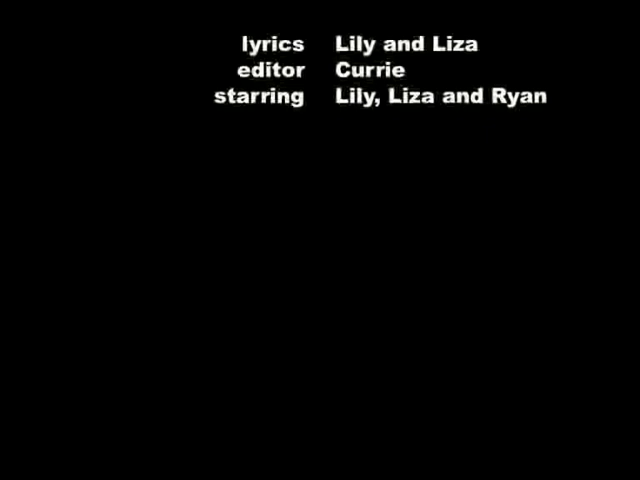 lyrics Lily and Liza
editor Currie
starring Lily, Liza and Ryan